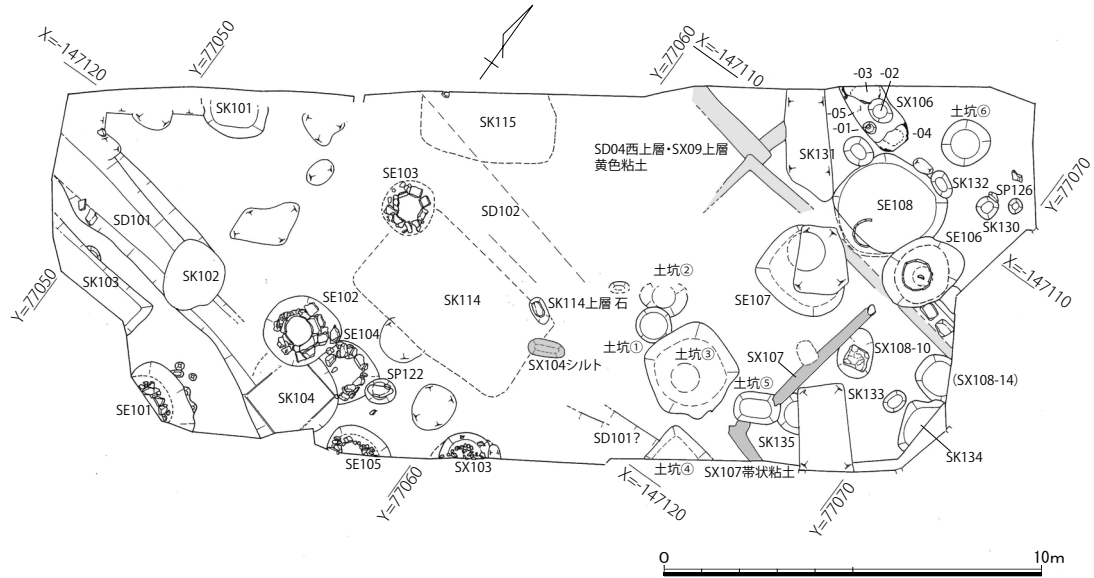 X=-147120
Y=77050
Y=77060
X=-147110
-03
-02
SK101
SX106
土坑⑥
SK115
-05
-01
-04
SD04西上層・SX09上層
黄色粘土
SK131
SE103
SK132
SP126
Y=77070
SD101
SD102
SE108
SK130
SE106
SK103
SK102
土坑②
X=-147110
Y=77050
SE102
SK114
SK114上層 石
SE107
SE104
土坑①
土坑③
SX107
SX108-10
SX104シルト
SP122
土坑⑤
(SX108-14)
SE101
SK104
SK133
SD101?
SK135
SK134
SE105
SX103
土坑④
SX107帯状粘土
Y=77060
X=-147120
Y=77070
0
10m